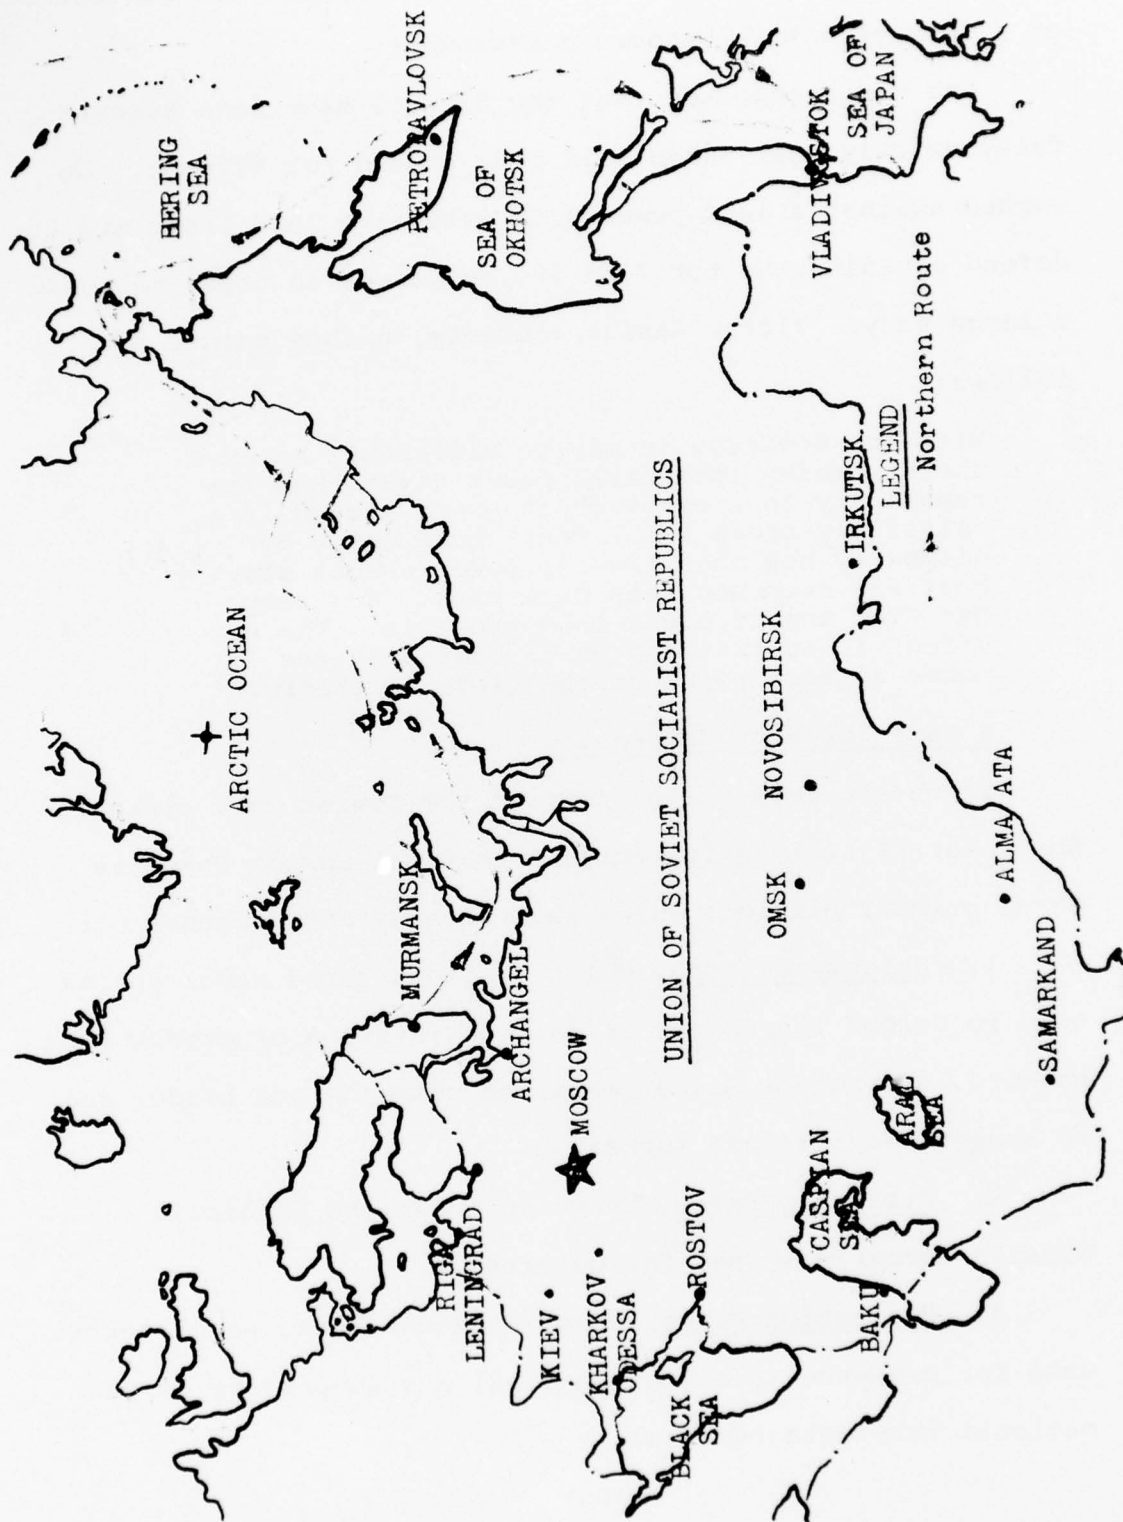 BERING
SEA
PETROPAVLOVSK
SEA OF
OKHOTSK
VLADIVOSTOK
SEA OF
JAPAN
ARCTIC OCEAN
MURMANSK
ARCHANGEL
UNION OF SOVIET SOCIALIST REPUBLICS
MOSCOW
RIGA
LENINGRAD
KIEV
KHARKOV
ODESSA
ROSTOV
BLACK
SEA
CASPIAN
SEA
BAKU
ARAL
SEA
OMSK
NOVOSIBIRSK
IRKUTSK
ALMA ATA
SAMARKAND
LEGEND
Northern Route